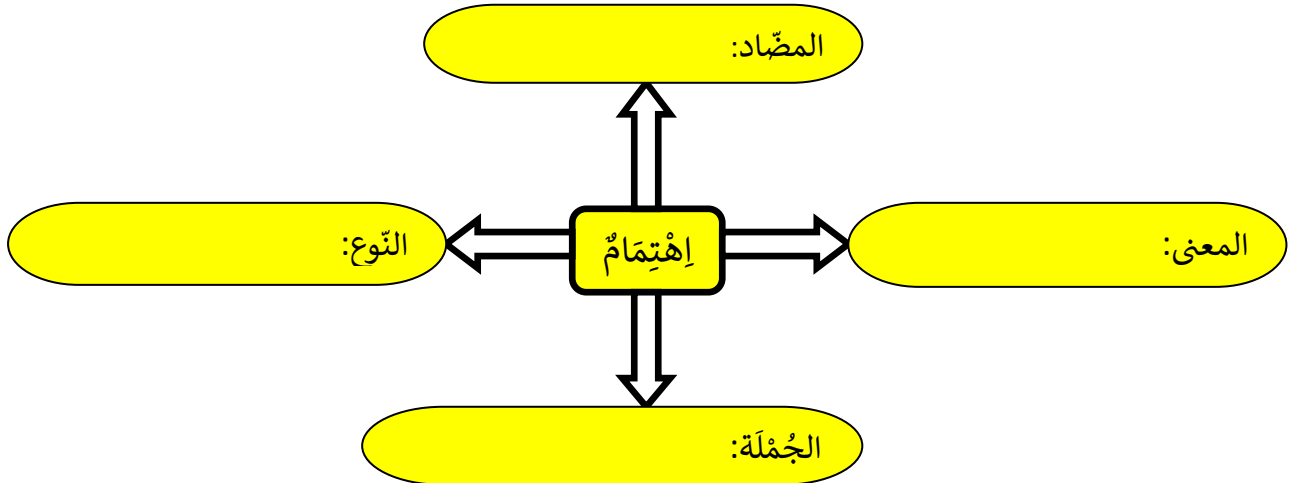 المضّاد:
المعنى:
اِهْتِمَامٌ
النّوع:
الجُمْلَة: